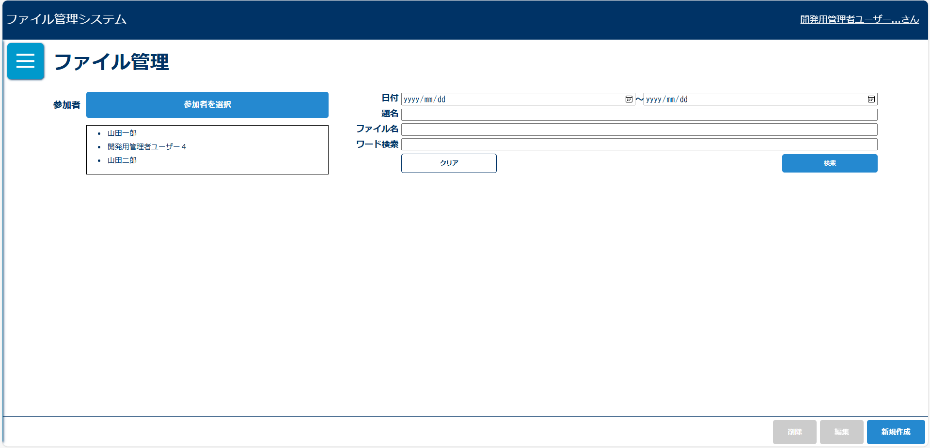 ファイル管理システム
開発用管理者ユーザー...さん
ファイル管理
参加者
参加者を選択
山田一郎
開発用管理者ユーザー４
山田二郎
日付
yyyy/mm/dd
～
yyyy/mm/dd
題名
ファイル名
ワード検索
クリア
検索
削除
編集
新規作成